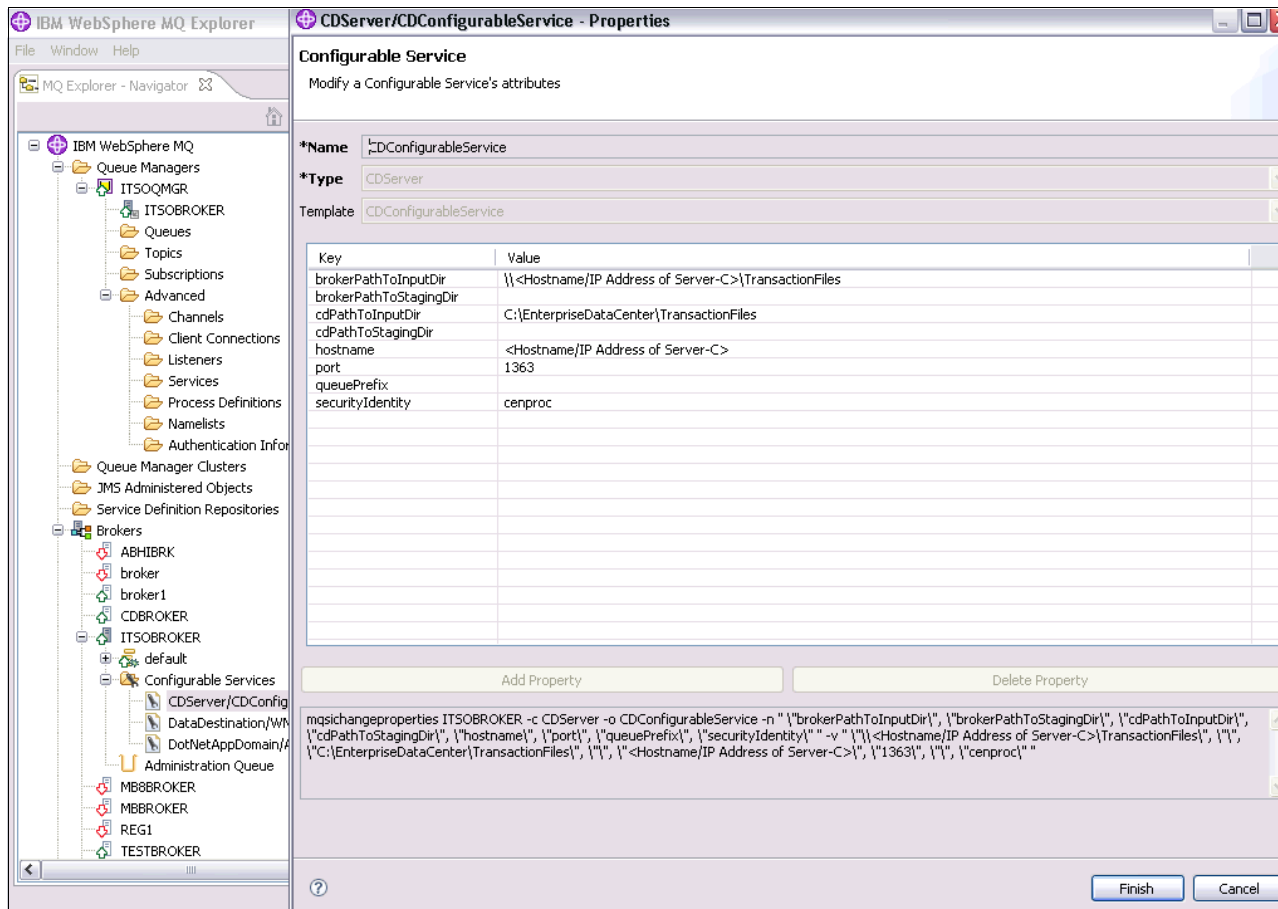 IBM WebSphere MQ Explorer
File Window Help
MQ Explorer - Navigator
IBM WebSphere MQ
Queue Managers
ITSOQMGR
ITSOBROKER
Queues
Topics
Subscriptions
Advanced
Channels
Client Connections
Listeners
Services
Process Definitions
Namelists
Authentication Infor
Queue Manager Clusters
JMS Administered Objects
Service Definition Repositories
Brokers
ABHIBRK
broker
broker1
CDBROKER
ITSOBROKER
default
Configurable Services
CDServer/CDConfig
DataDestination/WM
DotNetAppDomain/A
Administration Queue
MB8BROKER
MBBROKER
REG1
TESTBROKER
CDServer/CDConfigurableService - Properties
Configurable Service
Modify a Configurable Service's attributes
*Name CDConfigurableService
*Type CDServer
Template CDConfigurableService
Key Value
brokerPathToInputDir \\<Hostname/IP Address of Server-C>\TransactionFiles
brokerPathToStagingDir
cdPathToInputDir C:\EnterpriseDataCenter\TransactionFiles
cdPathToStagingDir
hostname <Hostname/IP Address of Server-C>
port 1363
queuePrefix
securityIdentity cenproc
Add Property Delete Property
mqsichangeproperties ITSOBROKER -c CDServer -o CDConfigurableService -n " \"brokerPathToInputDir\", \"brokerPathToStagingDir\", \"cdPathToInputDir\",
\"cdPathToStagingDir\", \"hostname\", \"port\", \"queuePrefix\", \"securityIdentity\" " -v " \"\\<Hostname/IP Address of Server-C>\TransactionFiles\", \"\",
\"C:\EnterpriseDataCenter\TransactionFiles\", \"\", \"<Hostname/IP Address of Server-C>\", \"1363\", \"\", \"cenproc\" "
Finish Cancel